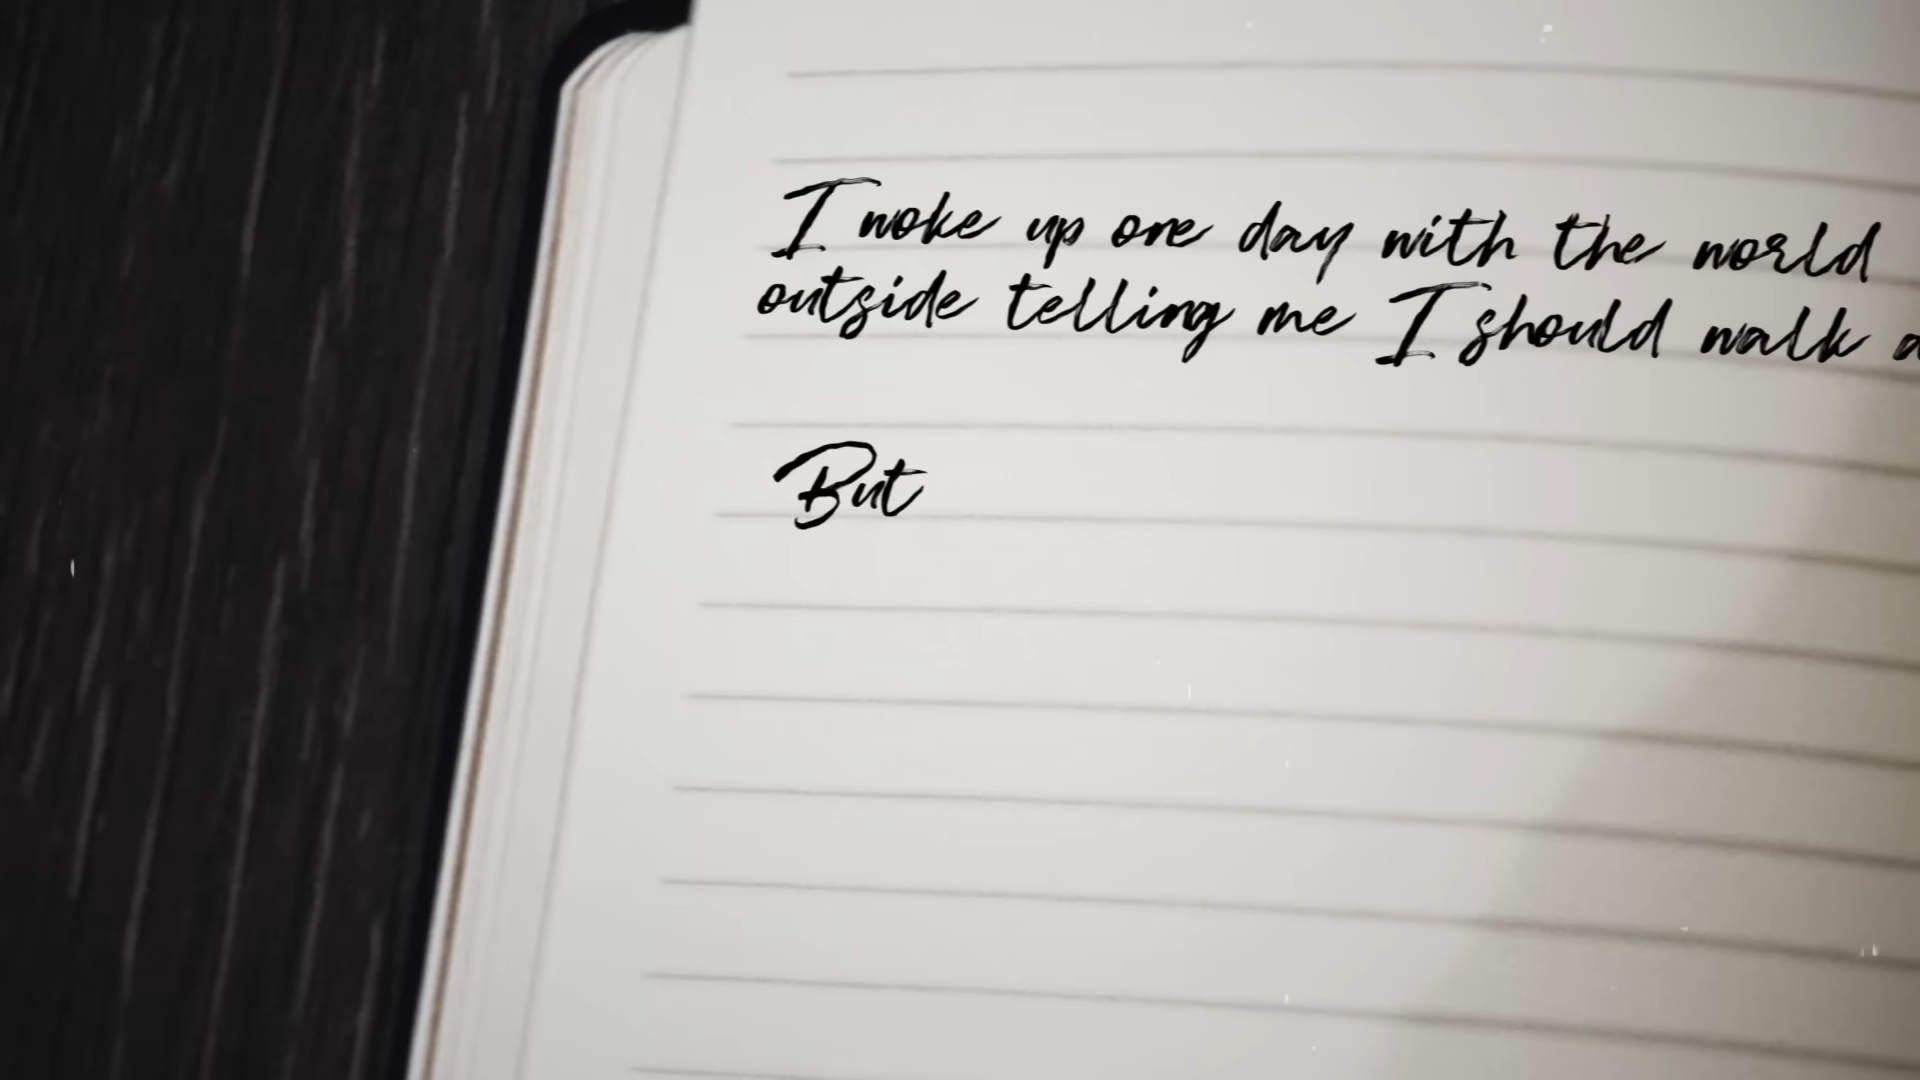 I woke up one day with the world
outside telling me I should walk
But